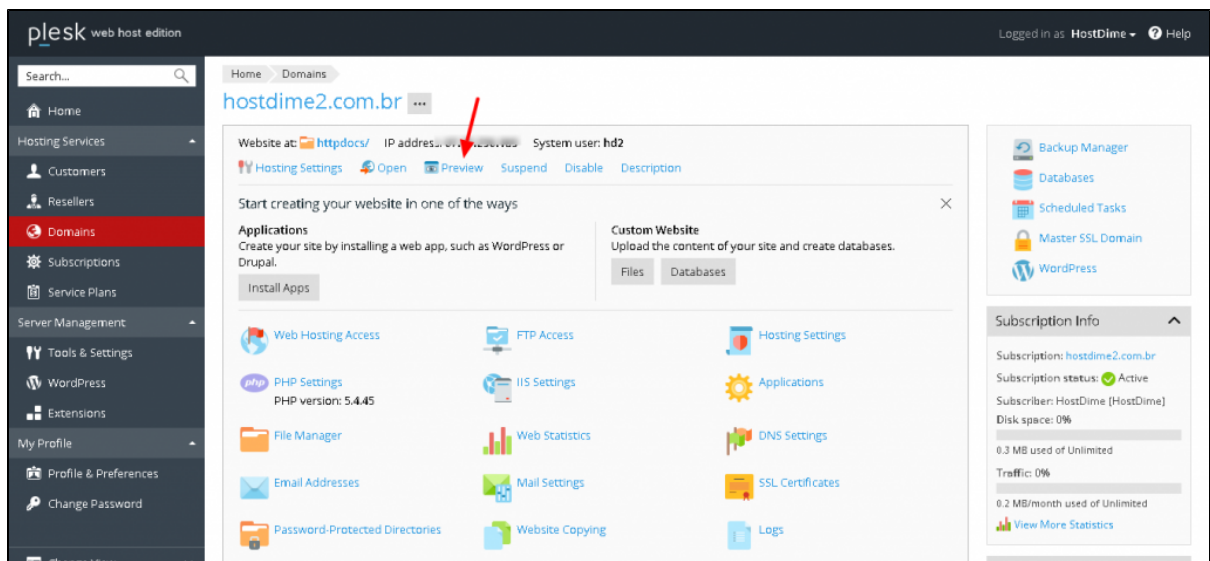 plesk web host edition
Logged in as HostDime Help
Search...
Home
Hosting Services
Customers
Resellers
Domains
Subscriptions
Service Plans
Server Management
Tools & Settings
WordPress
Extensions
My Profile
Profile & Preferences
Change Password
Home Domains
hostdime2.com.br ...
Website at: httpdocs/ IP address: System user: hd2
Hosting Settings Open Preview Suspend Disable Description
Start creating your website in one of the ways
Applications
Create your site by installing a web app, such as WordPress or
Drupal.
Install Apps
Custom Website
Upload the content of your site and create databases.
Files Databases
Web Hosting Access FTP Access Hosting Settings
php PHP Settings IIS Settings Applications
PHP version: 5.4.45
File Manager Web Statistics DNS Settings
Email Addresses Mail Settings SSL Certificates
Password-Protected Directories Website Copying Logs
Backup Manager
Databases
Scheduled Tasks
Master SSL Domain
WordPress
Subscription Info
Subscription: hostdime2.com.br
Subscription status: Active
Subscriber: HostDime [HostDime]
Disk space: 0%
0.3 MB used of Unlimited
Traffic: 0%
0.2 MB/month used of Unlimited
View More Statistics